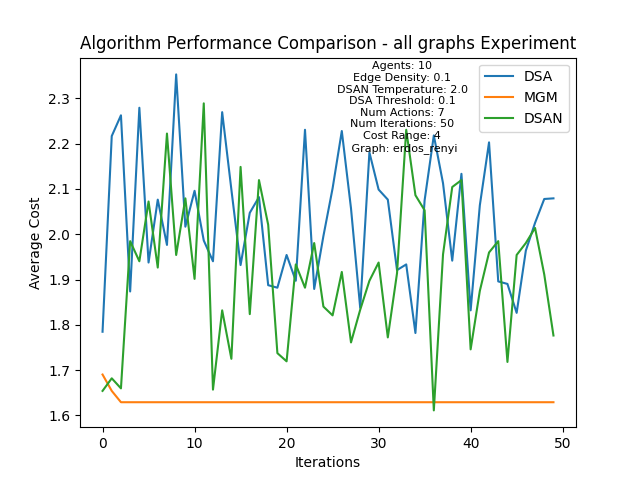 Algorithm Performance Comparison - all graphs Experiment
Agents: 10
Edge Density: 0.1
DSAN Temperature: 2.0
DSA Threshold: 0.1
Num Actions: 7
Num Iterations: 50
Cost Range: 4
Graph: erdos_renyi
DSA
MGM
DSAN
Average Cost
2.3
2.2
2.1
2.0
1.9
1.8
1.7
1.6
0
10
20
30
40
50
Iterations